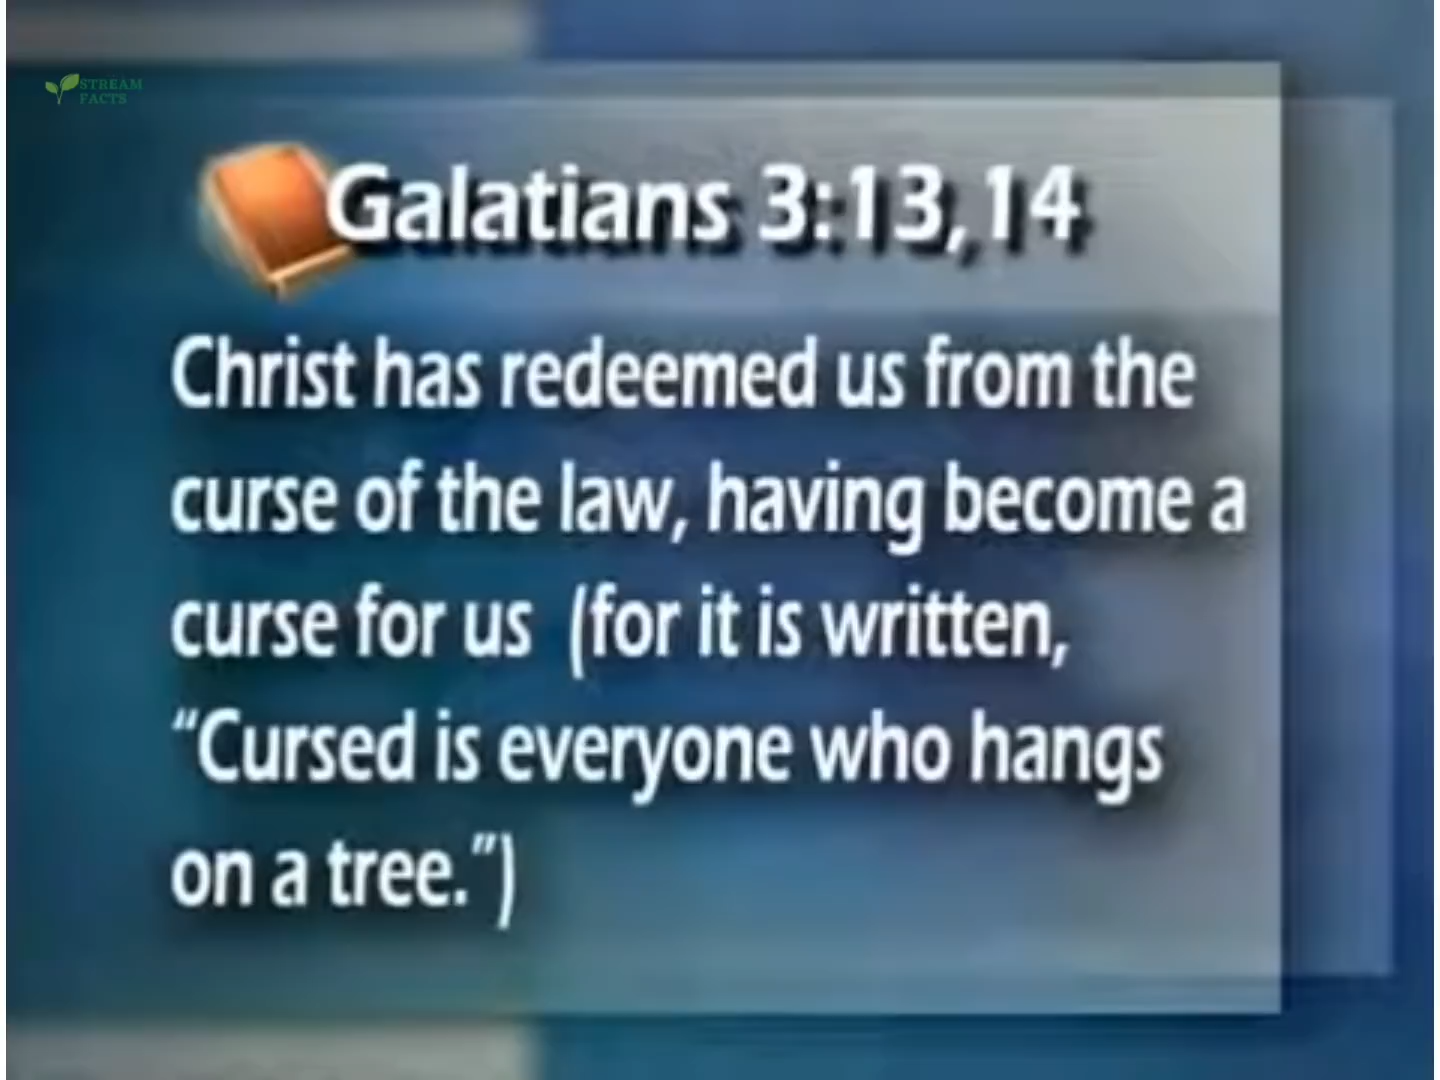 STREAM
FACTS
Galatians 3:13,14
Christ has redeemed us from the
curse of the law, having become a
curse for us (for it is written,
“Cursed is everyone who hangs
on a tree.”)